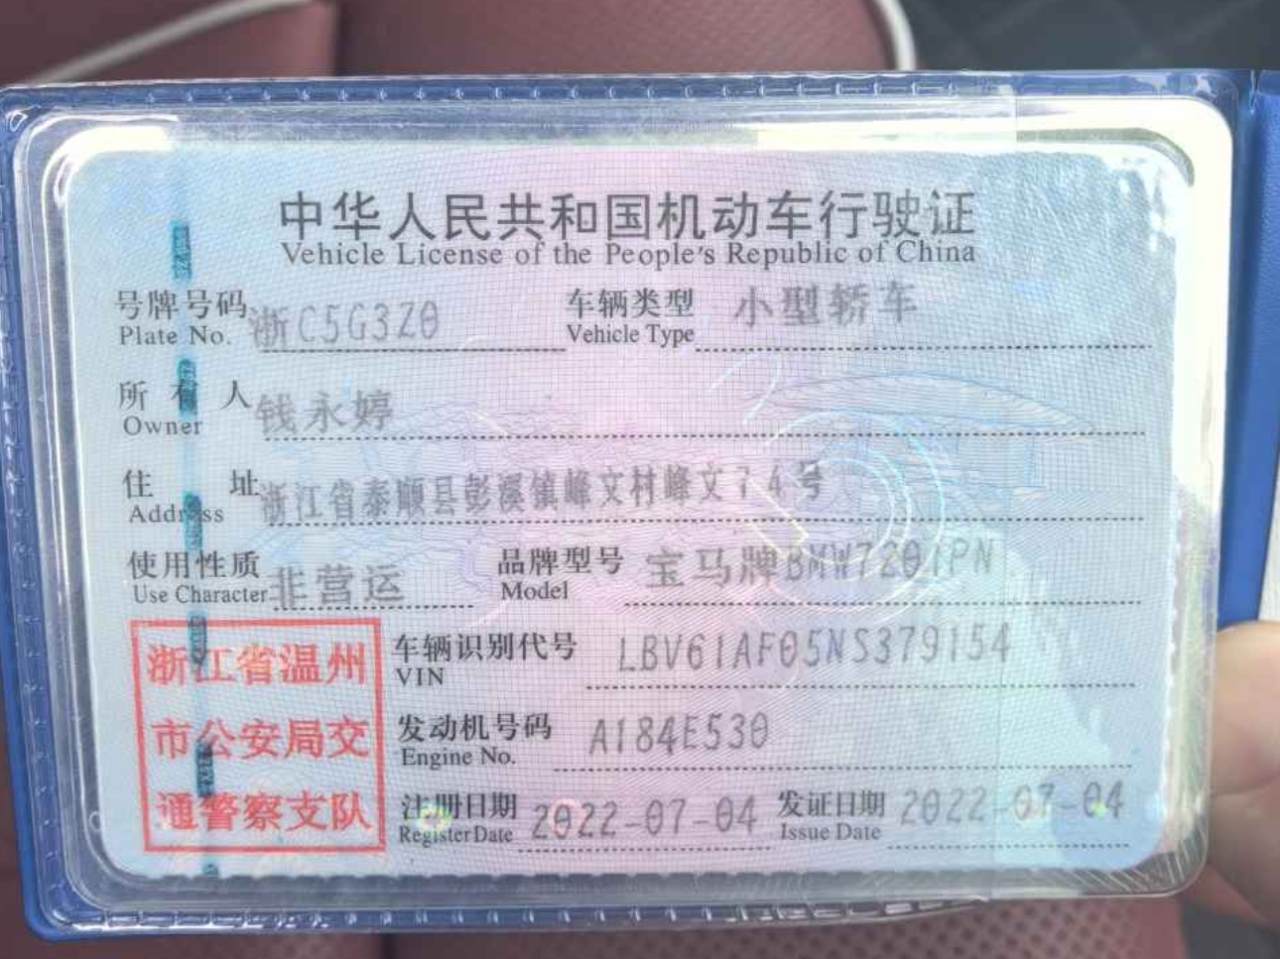 中华人民共和国机动车行驶证
Vehicle License of the People's Republic of China
号牌号码 浙C5G3Z0 车辆类型 小型轿车
Plate No. Vehicle Type
所有人 钱永婷
Owner
住址 浙江省泰顺县彭溪镇峰文村峰文74号
Address
使用性质 非营运 品牌型号 宝马牌BMW7201PN
Use Character Model
浙江省温州
市公安局交
通警察支队
车辆识别代号 LBV61AF05NS379154
VIN
发动机号码 A184E530
Engine No.
注册日期 2022-07-04 发证日期 2022-07-04
Register Date Issue Date